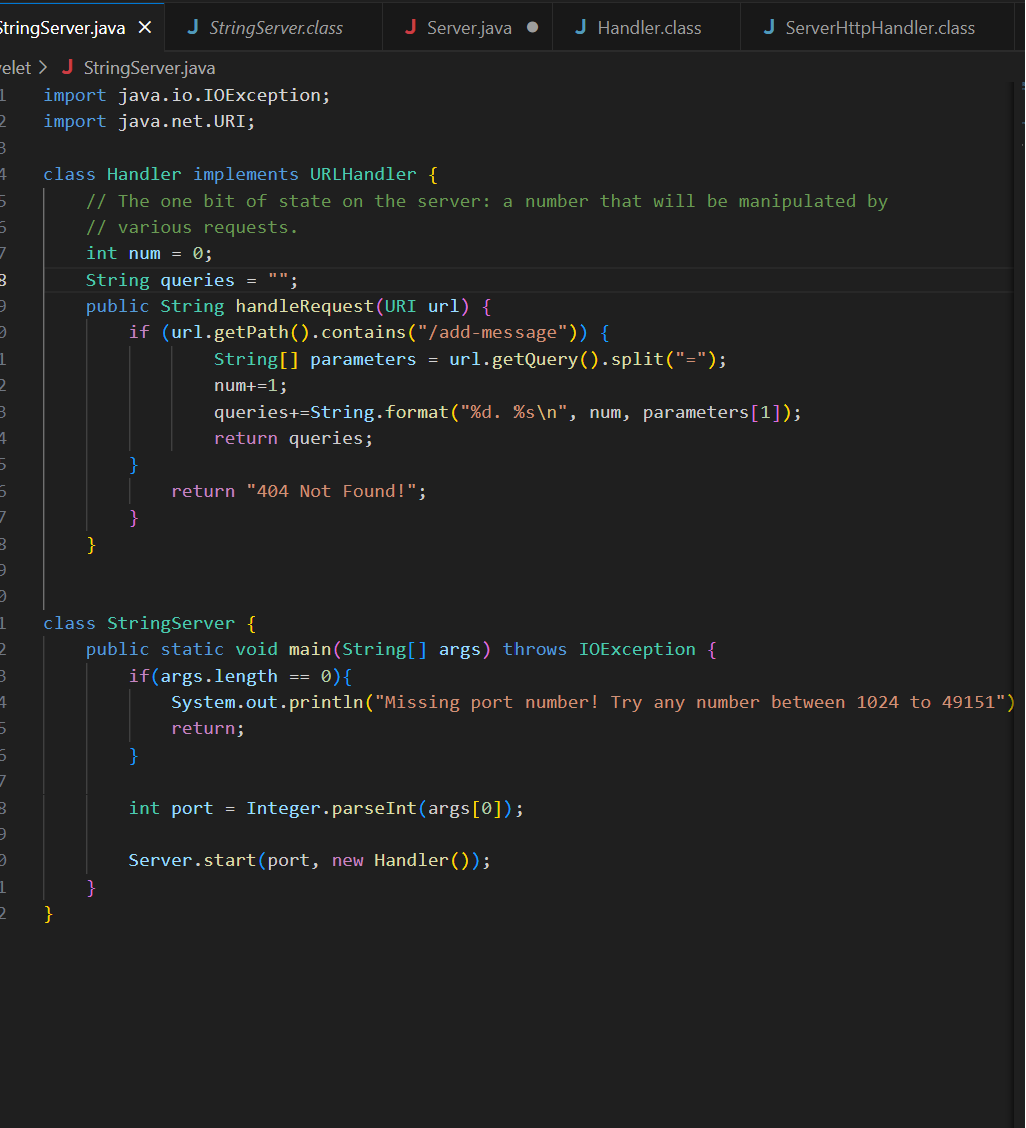 StringServer.java × J StringServer.class J Server.java ● J Handler.class J ServerHttpHandler.class
velet > J StringServer.java
1 import java.io.IOException;
2 import java.net.URI;
3
4 class Handler implements URLHandler {
5 // The one bit of state on the server: a number that will be manipulated by
6 // various requests.
7 int num = 0;
8 String queries = "";
9 public String handleRequest(URI url) {
0 if (url.getPath().contains("/add-message")) {
1 String[] parameters = url.getQuery().split("=");
2 num+=1;
3 queries+=String.format("%d. %s\n", num, parameters[1]);
4 return queries;
5 }
6 return "404 Not Found!";
7 }
8 }
9
0
1 class StringServer {
2 public static void main(String[] args) throws IOException {
3 if(args.length == 0){
4 System.out.println("Missing port number! Try any number between 1024 to 49151")
5 return;
6 }
7
8 int port = Integer.parseInt(args[0]);
9
0 Server.start(port, new Handler());
1 }
2 }